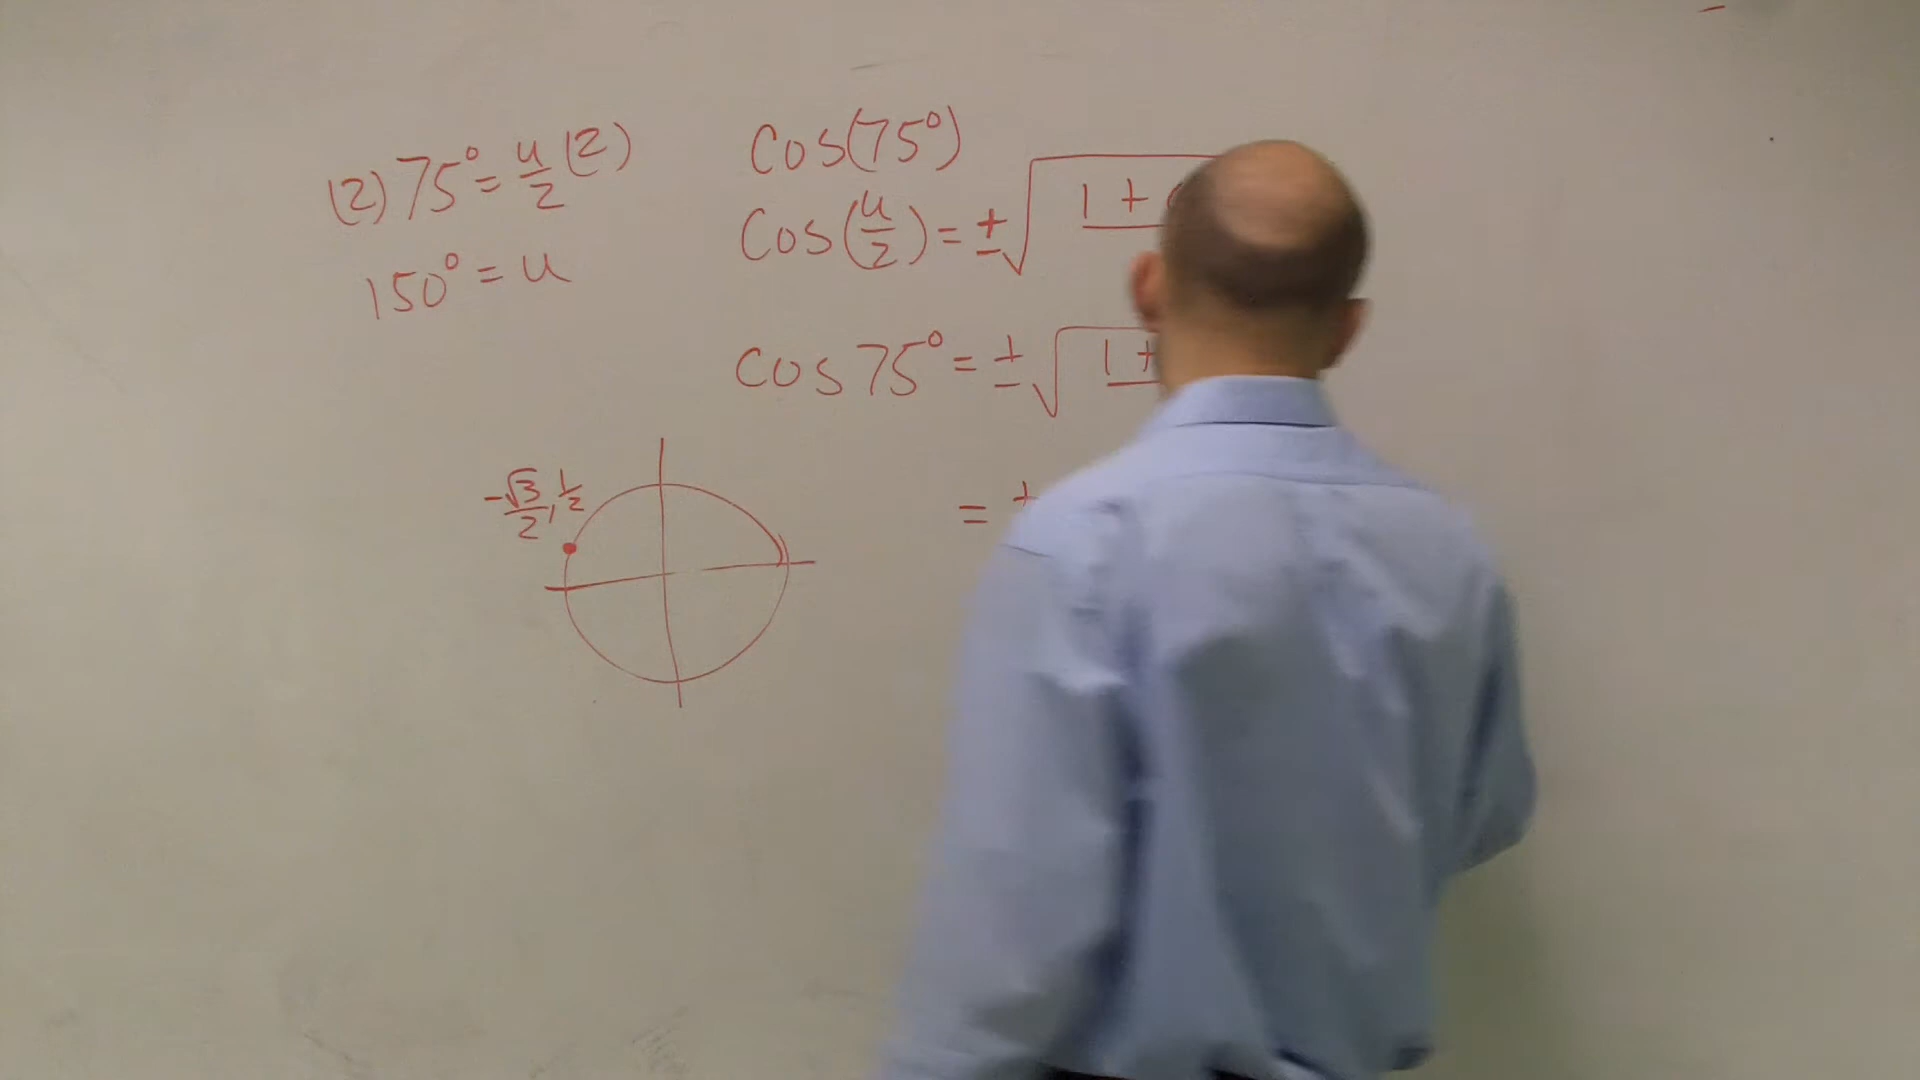 (2) 75° = u/2 (2)
150° = u
Cos(75°)
Cos(u/2) = ±√ 1 +
Cos 75° = ±√ 1 +
-√3/2, 1/2
= +